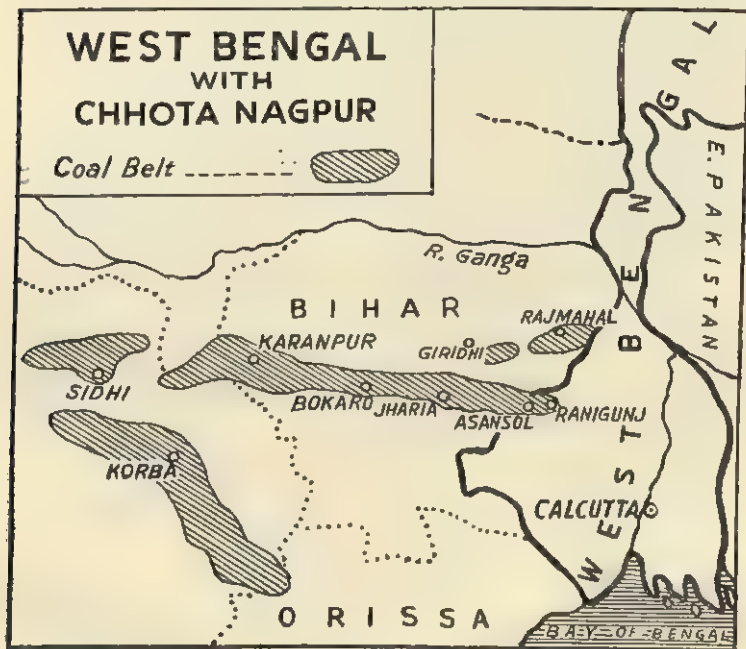 WEST BENGAL
WITH
CHHOTA NAGPUR
Coal Belt
WEST BENGAL
E. PAKISTAN
R. Ganga
BIHAR
RAJMAHAL
KARANPUR
GIRIDHI
SIDHI
BOKARO
JHARIA
ASANSOL
RANIGUNJ
KORBA
CALCUTTA
ORISSA
BAY OF BENGAL